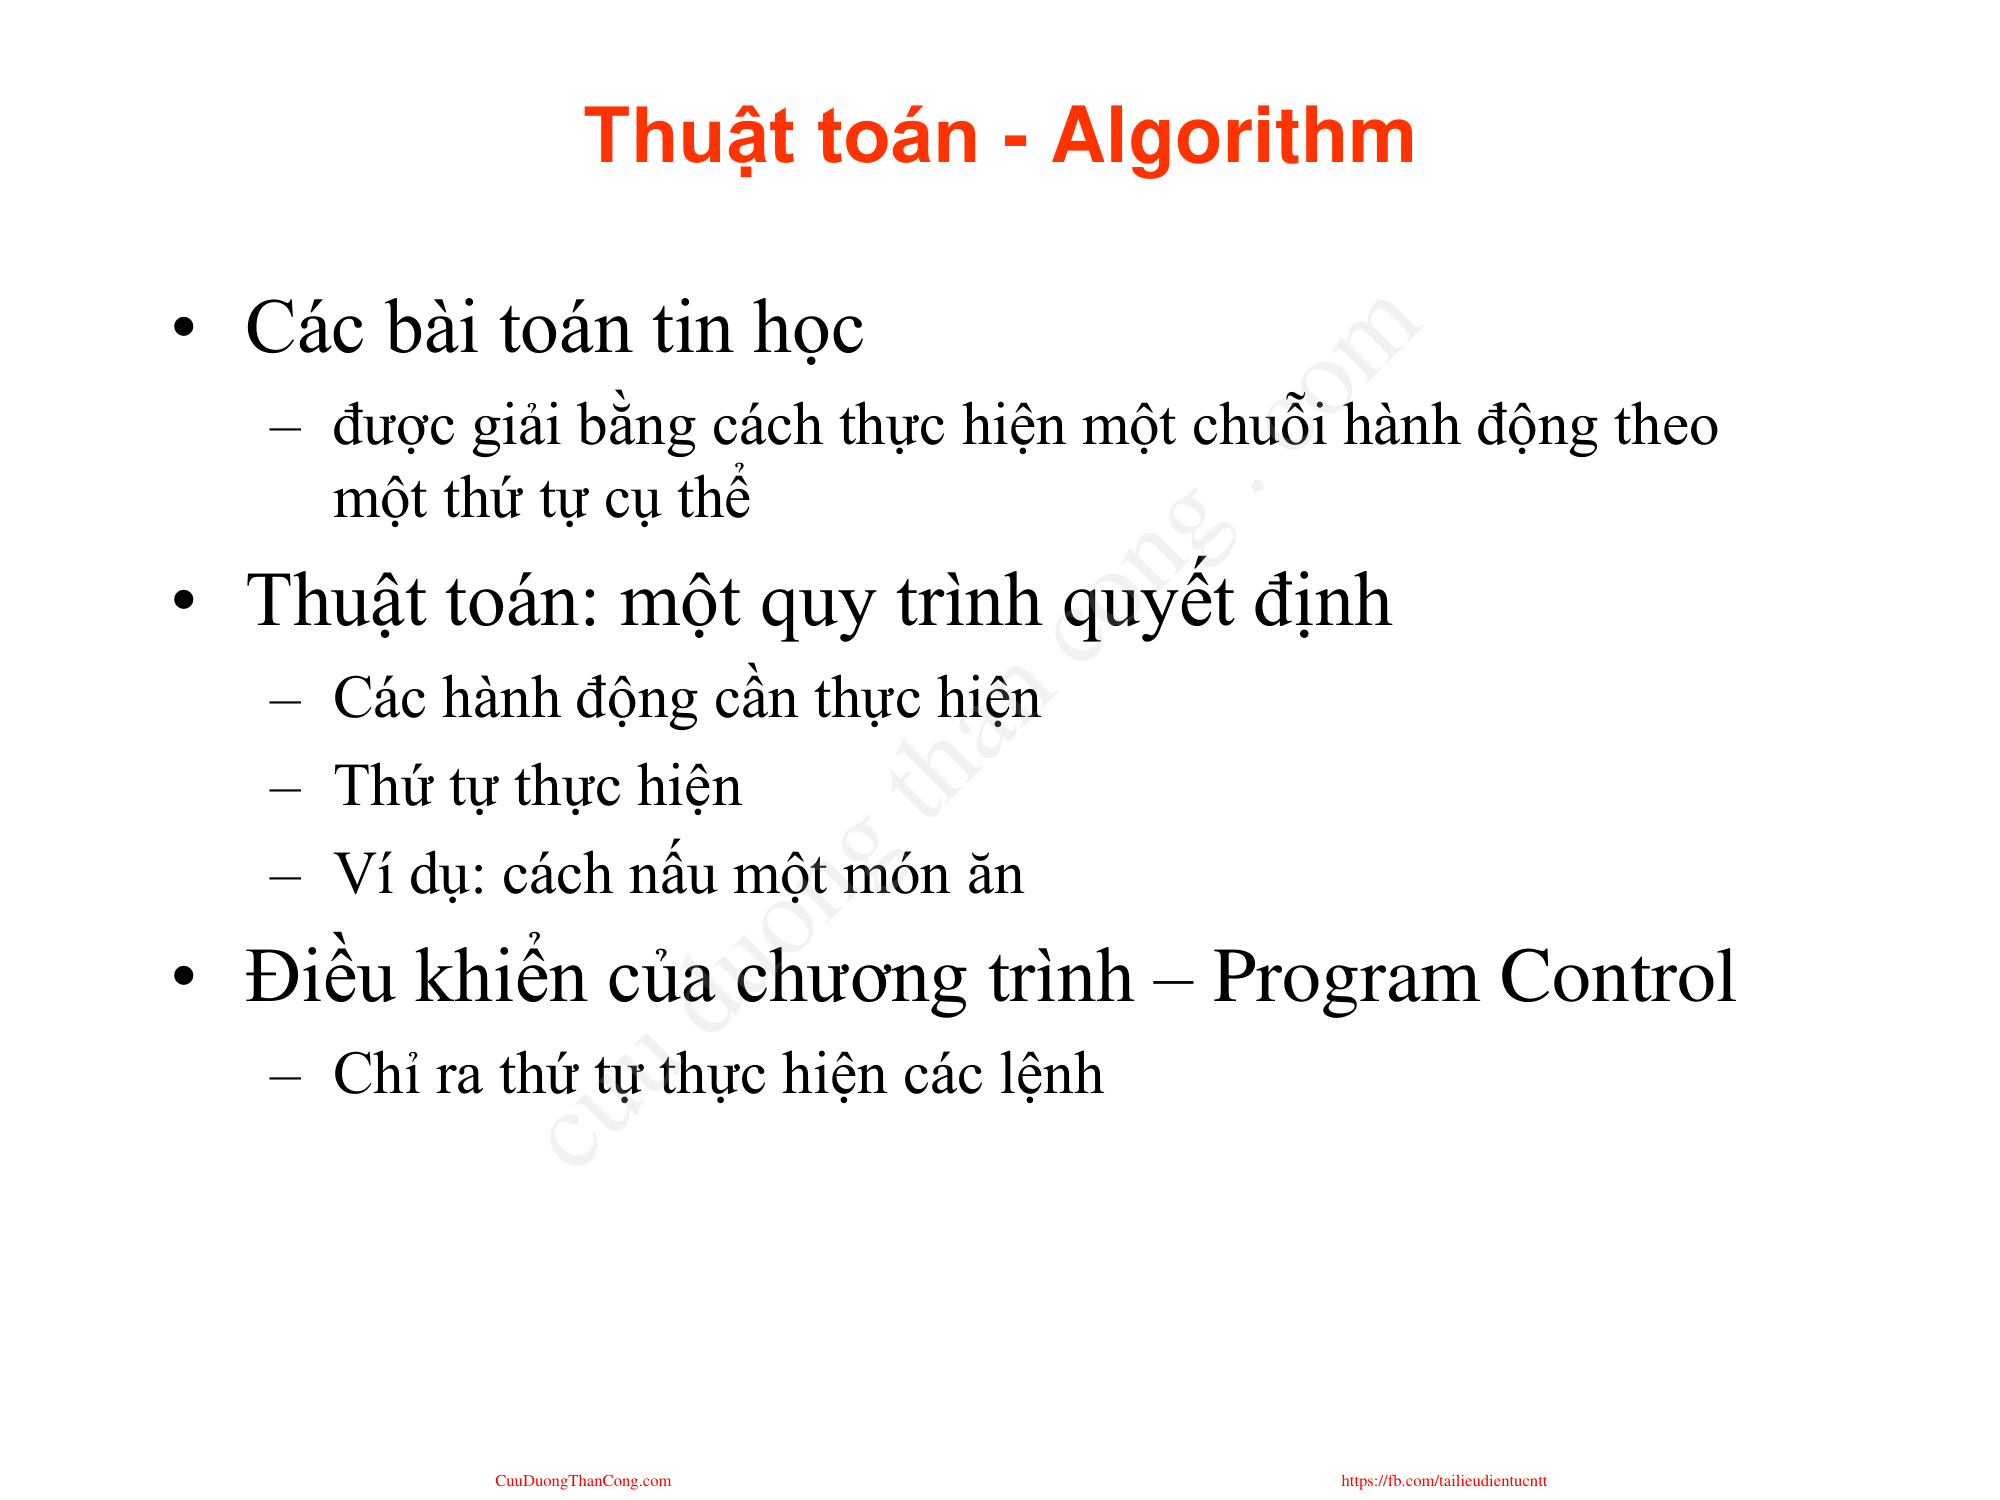 Thuật toán - Algorithm
• Các bài toán tin học
– được giải bằng cách thực hiện một chuỗi hành động theo
một thứ tự cụ thể
• Thuật toán: một quy trình quyết định
– Các hành động cần thực hiện
– Thứ tự thực hiện
– Ví dụ: cách nấu một món ăn
• Điều khiển của chương trình – Program Control
– Chỉ ra thứ tự thực hiện các lệnh
cuu duong than cong . com
CuuDuongThanCong.com
https://fb.com/tailieudientucntt